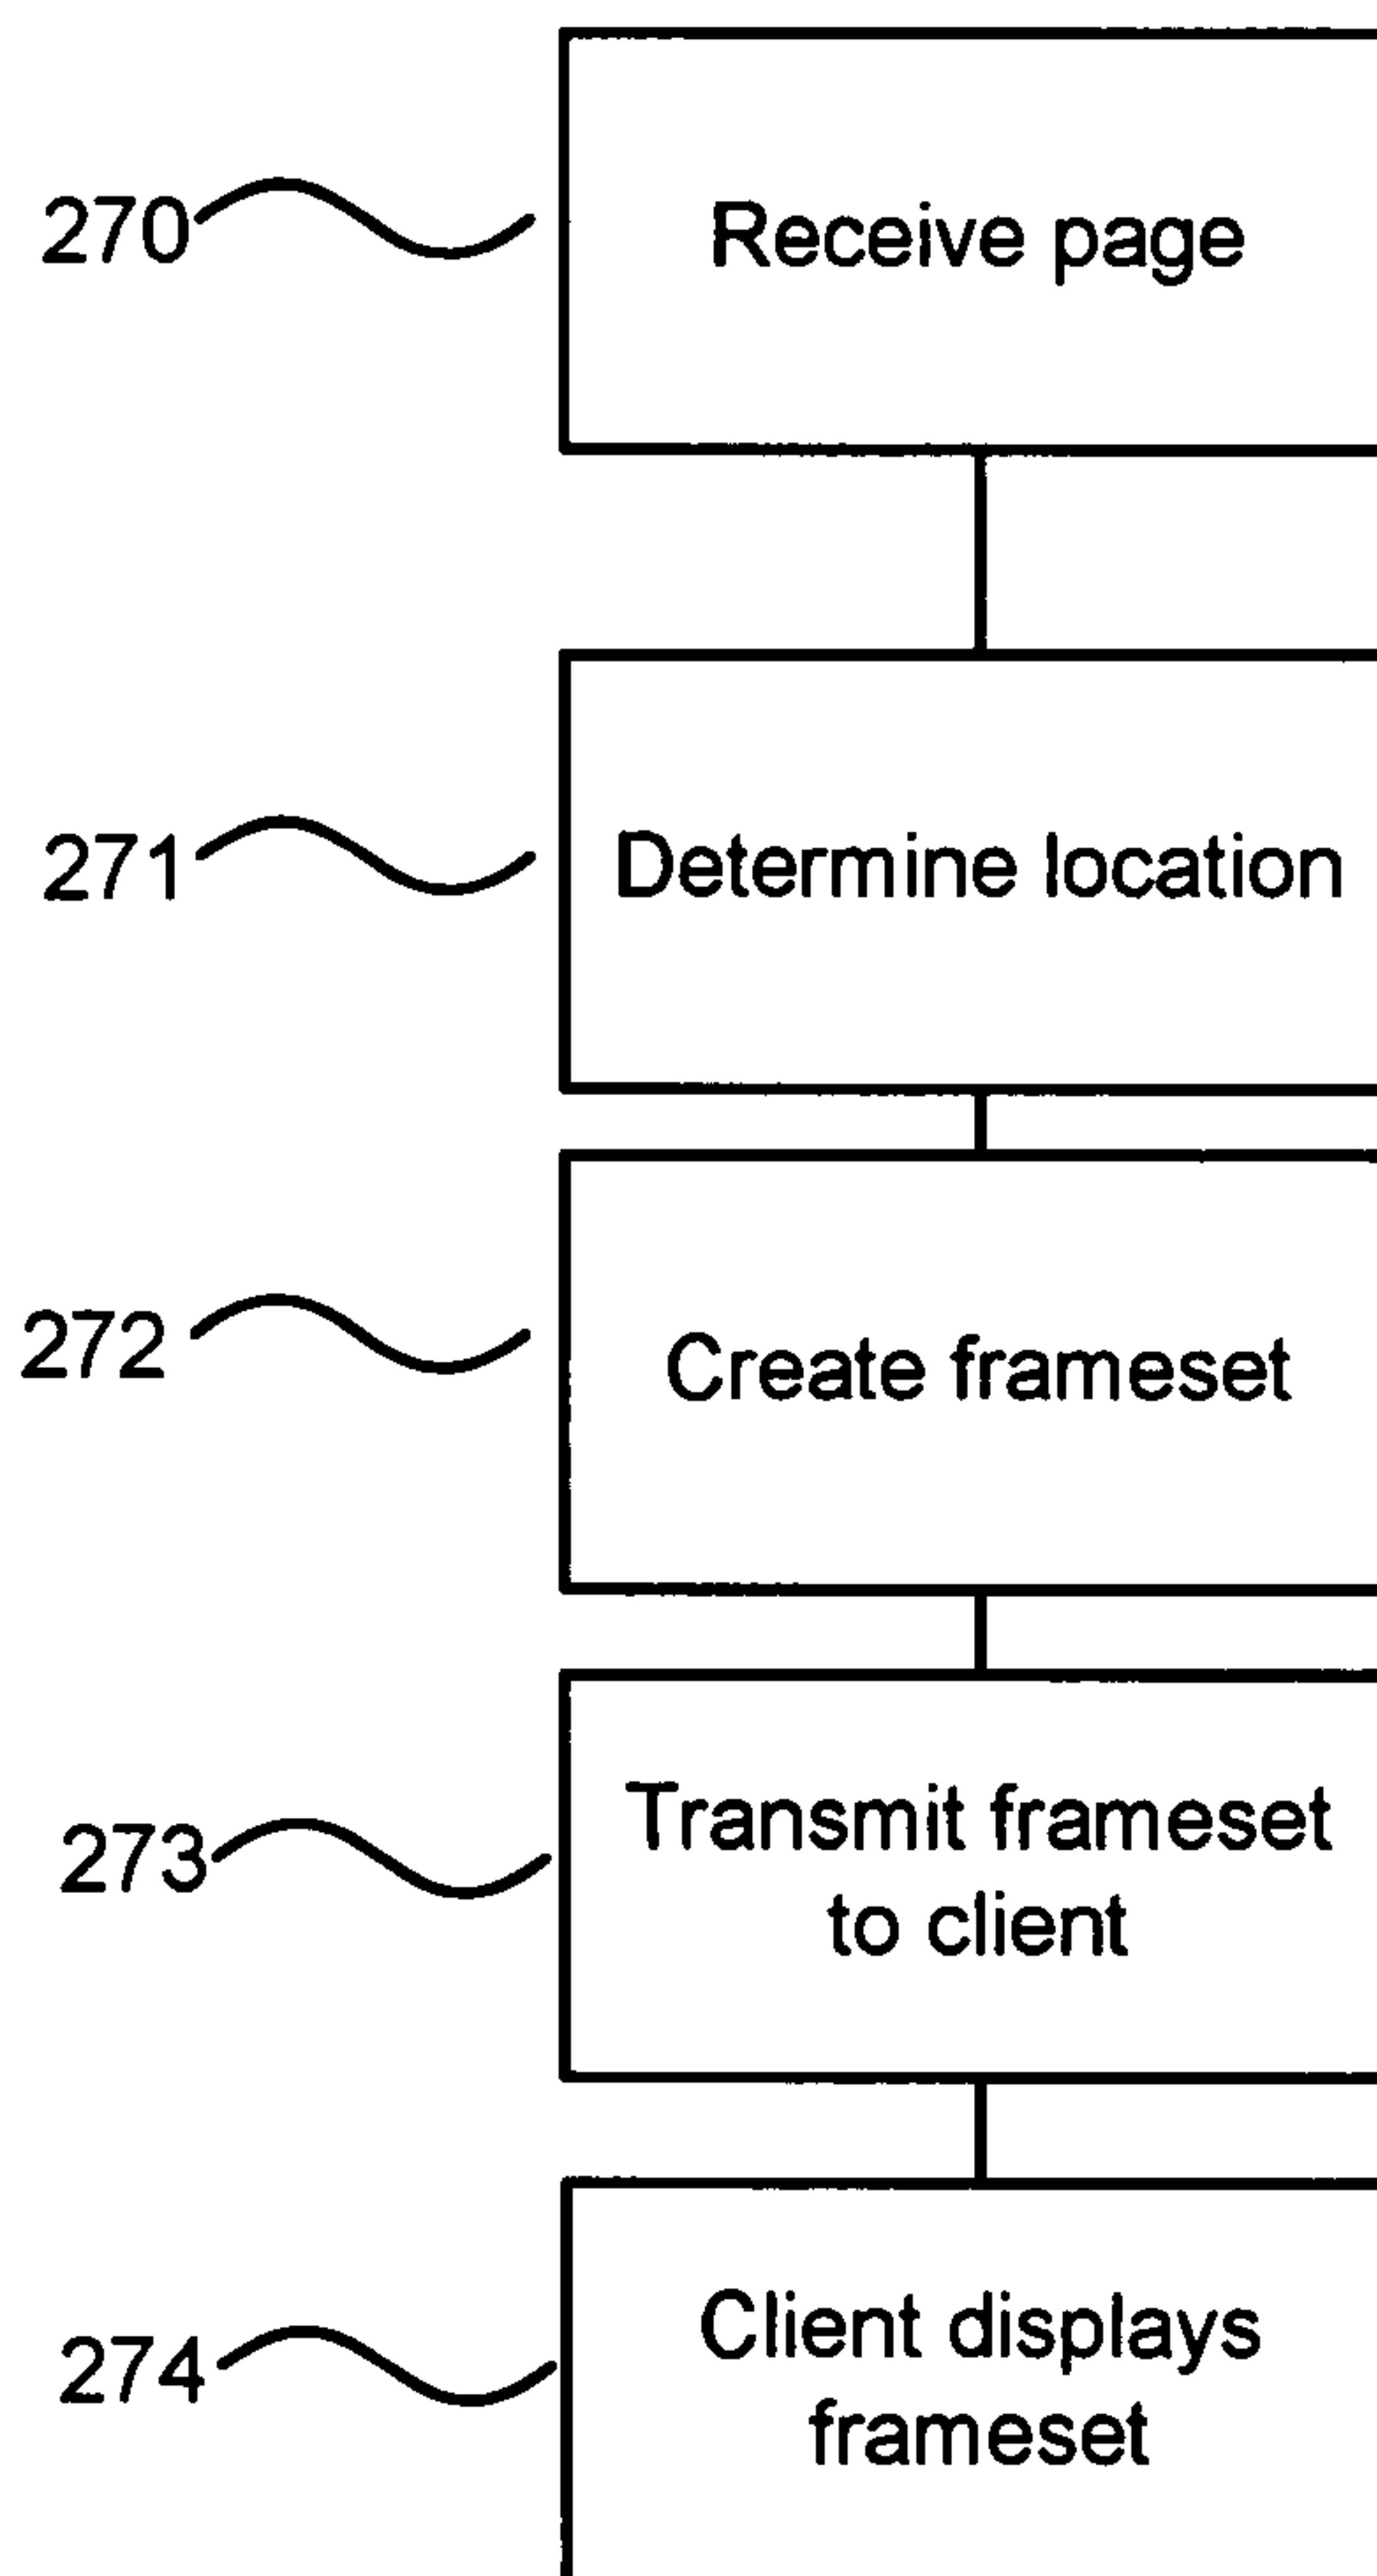 270
Receive page
271
Determine location
272
Create frameset
273
Transmit frameset
to client
274
Client displays
frameset